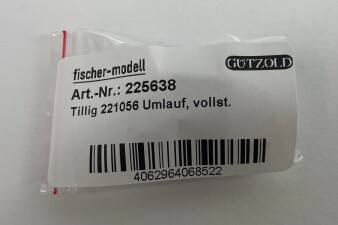 fischer-modell
GÜTZOLD
Art.-Nr.: 225638
Tillig 221056 Umlauf, vollst.
4062964068522